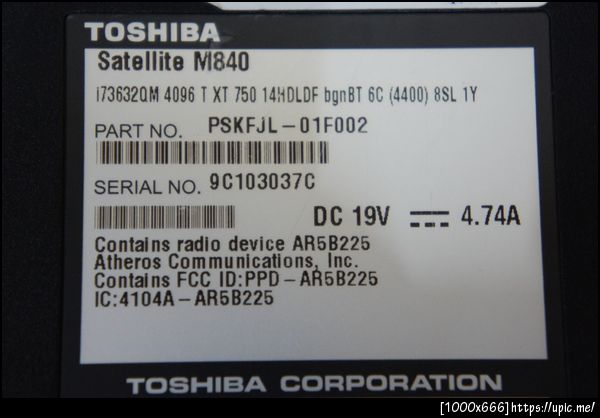 TOSHIBA
Satellite M840
i73632QM 4096 T XT 750 14HDLDF bgnBT 6C (4400) 8SL 1Y
PART NO. PSKFJL-01F002
SERIAL NO. 9C103037C
DC 19V 4.74A
Contains radio device AR5B225
Atheros Communications, Inc.
Contains FCC ID:PPD-AR5B225
IC:4104A-AR5B225
TOSHIBA CORPORATION
[1000x666]https://upic.me/